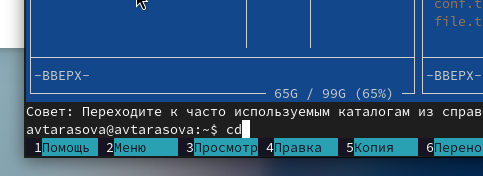 conf.t
file.t
-ВВЕРХ-
-ВВЕРХ-
65G / 99G (65%)
Совет: Переходите к часто используемым каталогам из справ
avtarasova@avtarasova:~$ cd
1Помощь 2Меню 3Просмотр 4Правка 5Копия 6Перено